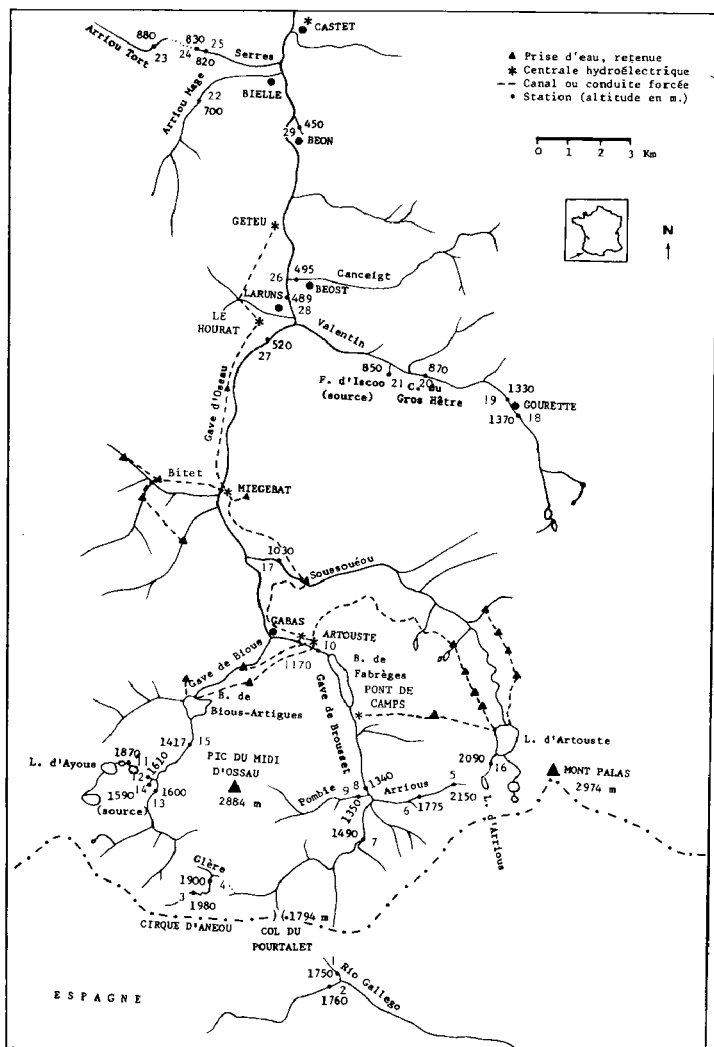 CASTET
880
830
25
Serres
Arriou Tort
23
24
820
BIELLE
Arriou Mage
22
700
Prise d'eau, retenue
Centrale hydroélectrique
Canal ou conduite forcée
Station (altitude en m.)
0 1 2 3 Km
N
450
29
BEON
GETEU
495
26
Canceigt
BEOST
LARUNS
489
28
LE
HOURAT
Valentin
520
27
850
870
F. d'Iscoo
(source)
21
C. du
Gros Hêtre
20
1330
19
GOURETTE
1370
18
Gave d'Ossau
Bitet
MIEGEBAT
1030
17
Soussouéou
GABAS
ARTOUSTE
10
1170
Gave de Bious
B. de
Fabrèges
PONT DE
CAMPS
Gave de Brousset
B. de
Bious-Artigues
1417
15
PIC DU MIDI
D'OSSAU
2884 m
L. d'Ayous
1870
11
1610
12
14
1590
(source)
1600
13
L. d'Artouste
2090
16
MONT PALAS
2974 m
L. d'Arrious
1340
8
Pombie
9
1350
Arrious
5
6
1775
2150
1490
7
Glère
1900
4
3
1980
CIRQUE D'ANEOU
1794 m
COL DU
POURTALET
1
1750
Rio Gallego
2
1760
ESPAGNE